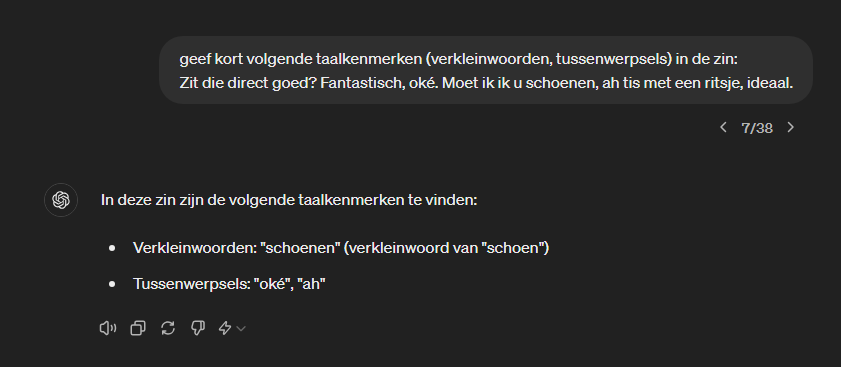 geef kort volgende taalkenmerken (verkleinwoorden, tussenwerpsels) in de zin:
Zit die direct goed? Fantastisch, oké. Moet ik ik u schoenen, ah tis met een ritsje, ideaal.
7/38
In deze zin zijn de volgende taalkenmerken te vinden:
• Verkleinwoorden: "schoenen" (verkleinwoord van "schoen")
• Tussenwerpsels: "oké", "ah"